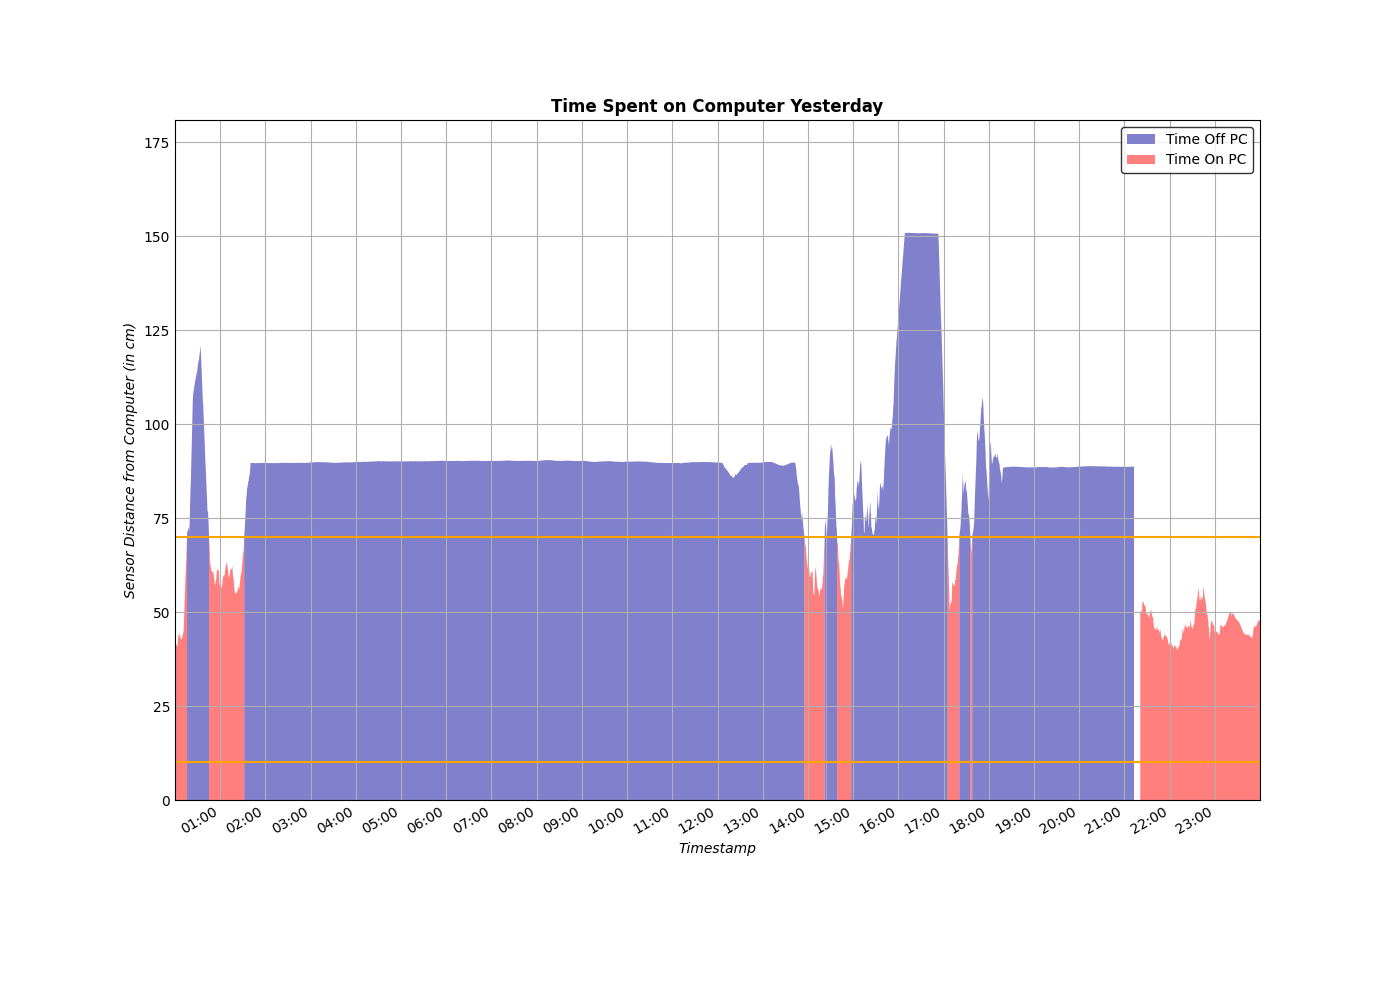 Time Spent on Computer Yesterday
Time Off PC
Time On PC
175
150
125
100
75
50
25
0
Sensor Distance from Computer (in cm)
01:00 02:00 03:00 04:00 05:00 06:00 07:00 08:00 09:00 10:00 11:00 12:00 13:00 14:00 15:00 16:00 17:00 18:00 19:00 20:00 21:00 22:00 23:00
Timestamp